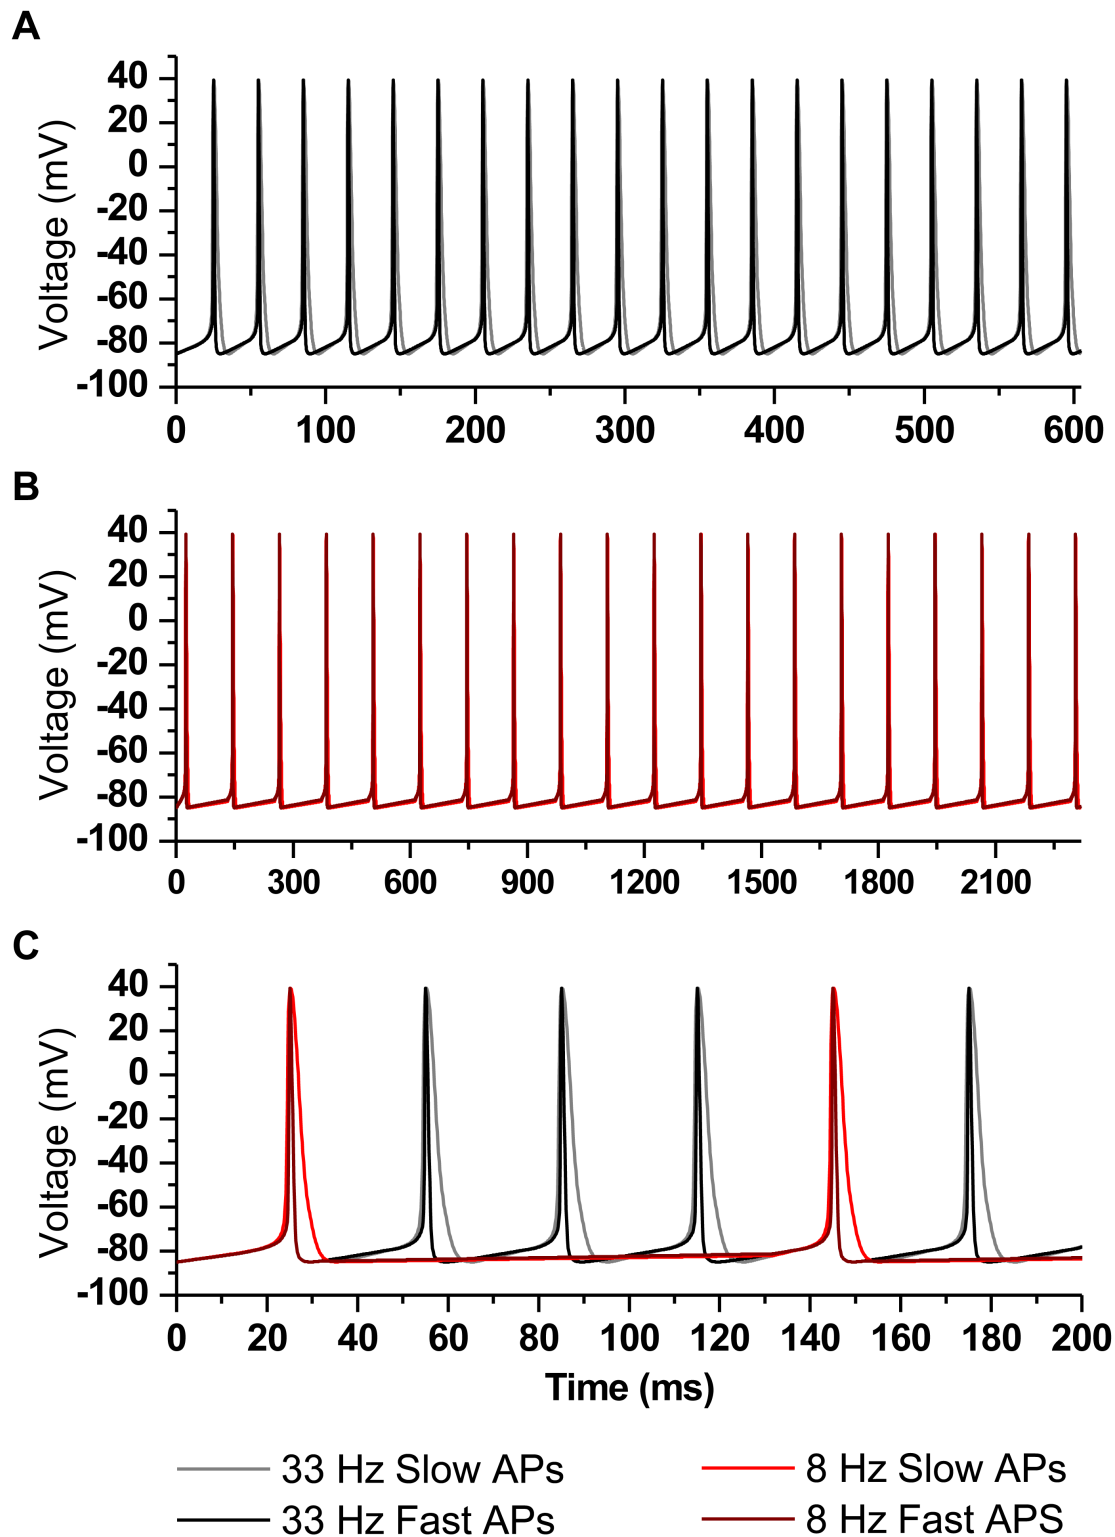 A
40
20
0
-20
-40
-60
-80
-100
Voltage (mV)
0 100 200 300 400 500 600
B
40
20
0
-20
-40
-60
-80
-100
Voltage (mV)
0 300 600 900 1200 1500 1800 2100
C
40
20
0
-20
-40
-60
-80
-100
Voltage (mV)
0 20 40 60 80 100 120 140 160 180 200
Time (ms)
33 Hz Slow APs 8 Hz Slow APs
33 Hz Fast APs 8 Hz Fast APS